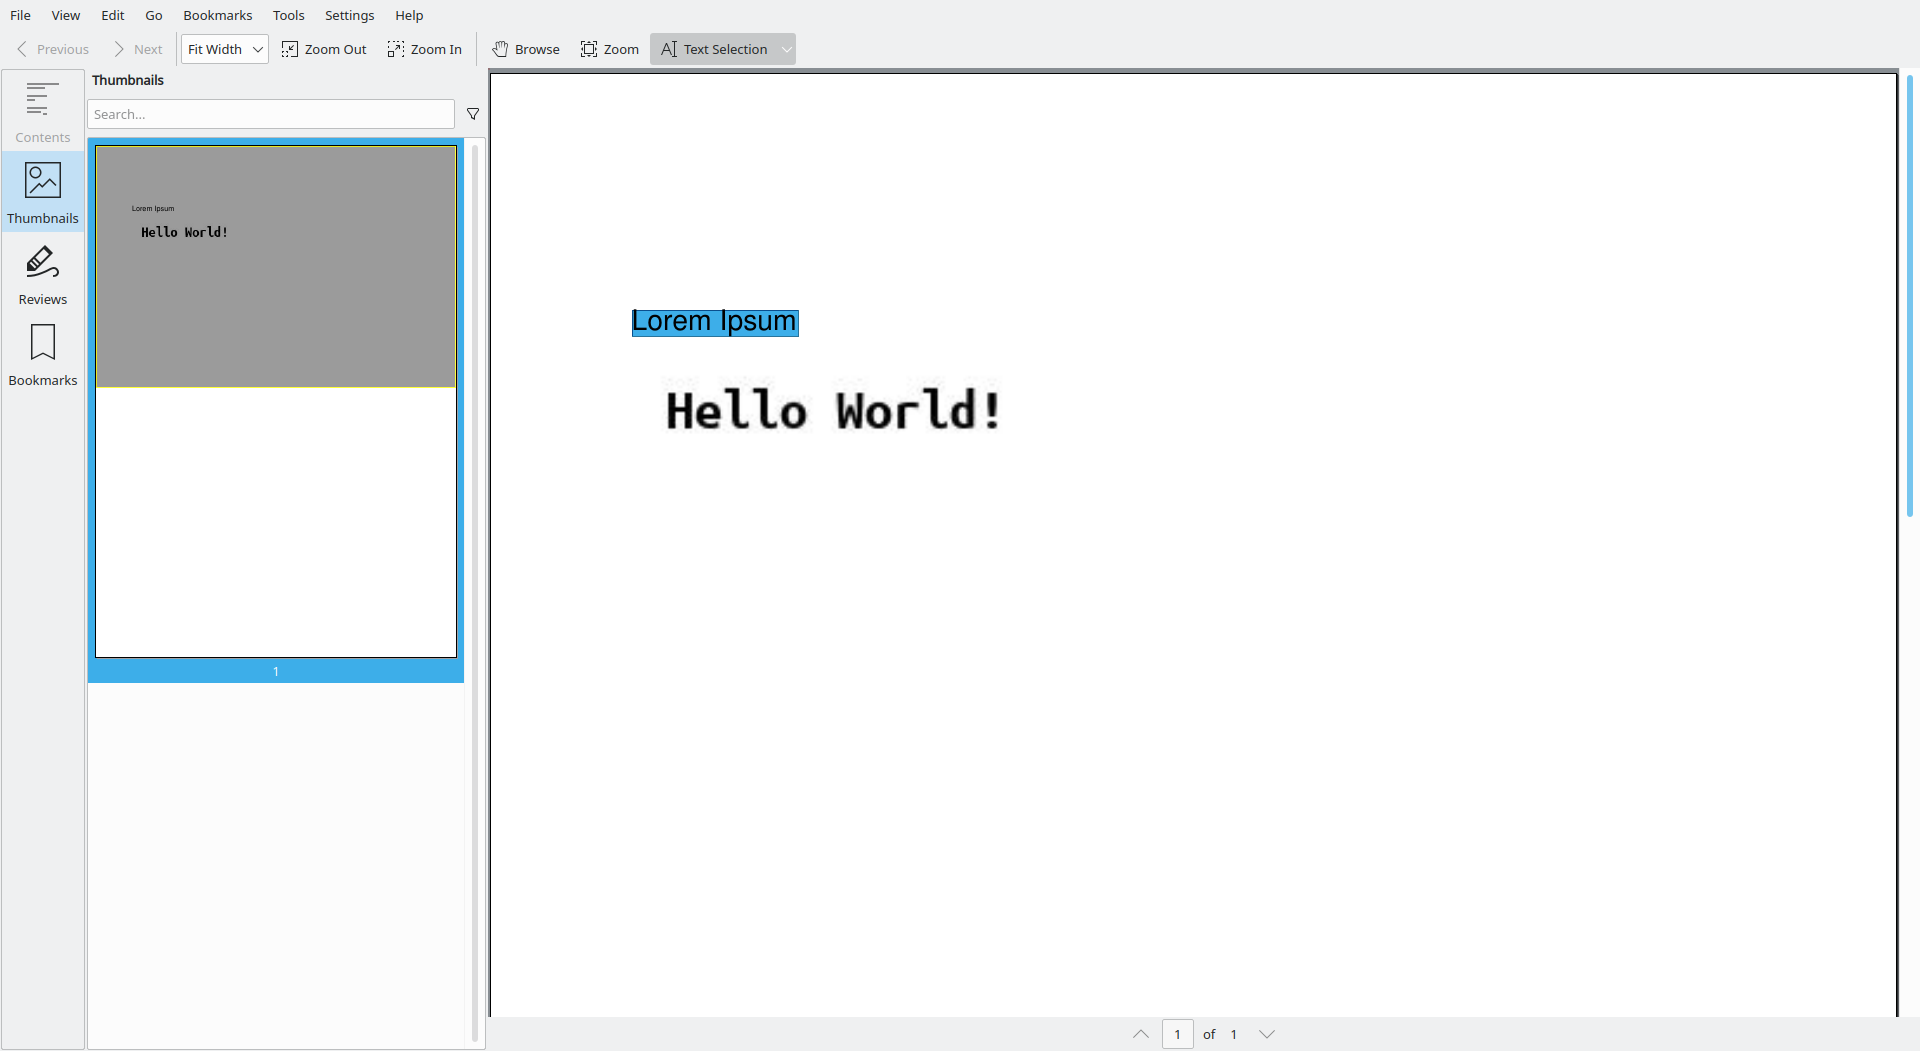 File View Edit Go Bookmarks Tools Settings Help
Previous Next Fit Width Zoom Out Zoom In Browse Zoom Text Selection
Contents
Thumbnails
Reviews
Bookmarks
Thumbnails
Search...
Lorem Ipsum
Hello World!
1
Lorem Ipsum
Hello World!
1 of 1